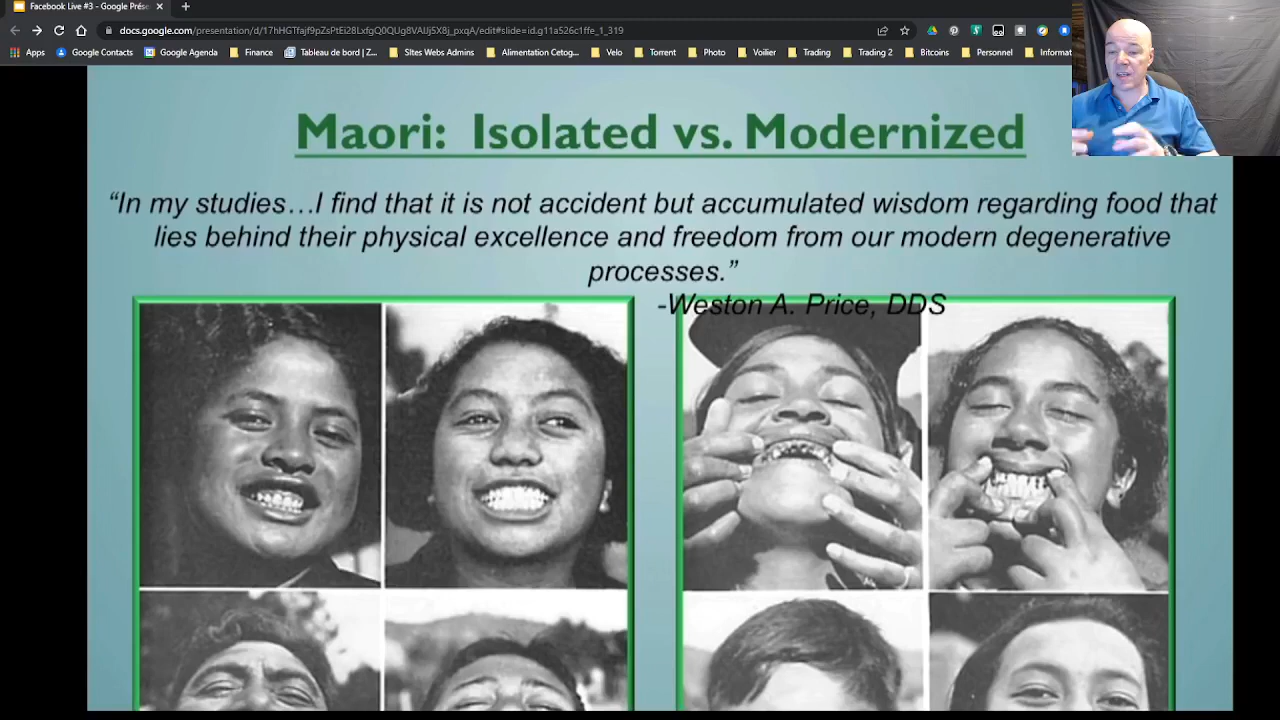 Facebook Live #3 - Google Prése
docs.google.com/presentation/d/17hHGTfajf9pZsPtEi28LxfgQ0QUg8VAUJ5X8j_pxqA/edit#slide=id.g11a526c1ffe_1_319
Apps Google Contacts Google Agenda Finance Tableau de bord | Z... SItes Webs Admins Alimentation Cetog... Velo Torrent Photo Voilier Trading Trading 2 Bitcoins Personnel Informat
Maori: Isolated vs. Modernized
“In my studies…I find that it is not accident but accumulated wisdom regarding food that
lies behind their physical excellence and freedom from our modern degenerative
processes.”
-Weston A. Price, DDS